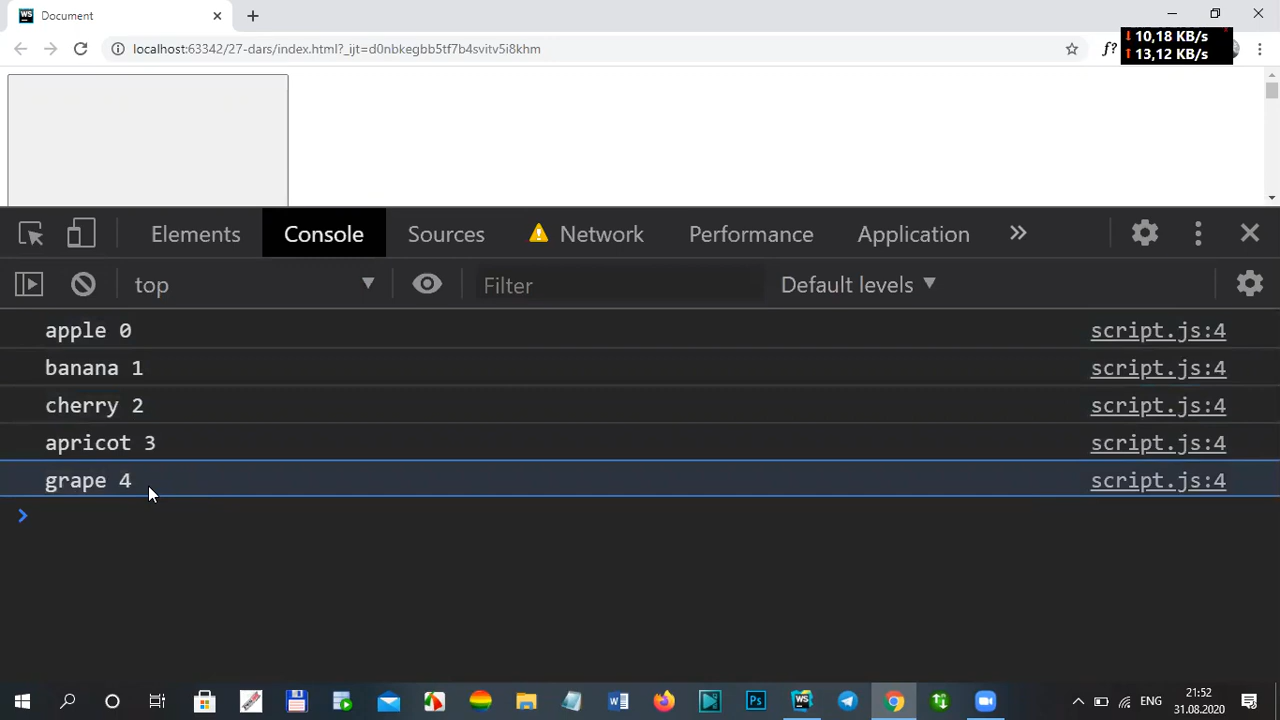 Document
localhost:63342/27-dars/index.html?_ijt=d0nbkegbb5tf7b4svitv5i8khm
f?
10,18 KB/s
13,12 KB/s
Elements Console Sources Network Performance Application
top Filter Default levels
apple 0 script.js:4
banana 1 script.js:4
cherry 2 script.js:4
apricot 3 script.js:4
grape 4 script.js:4
ENG
21:52
31.08.2020